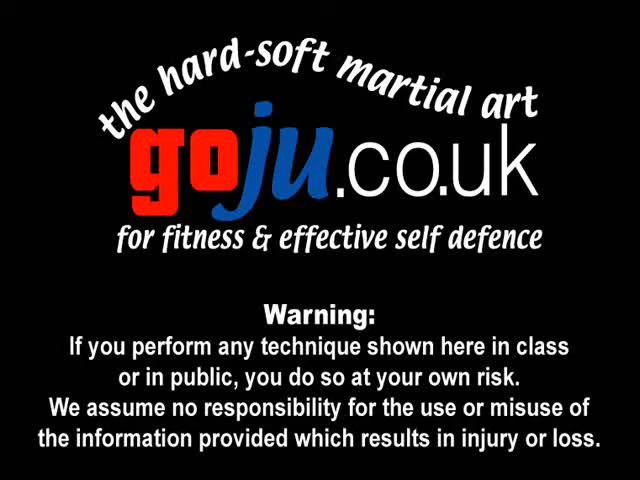 the hard-soft martial art
goju.co.uk
for fitness & effective self defence
Warning:
If you perform any technique shown here in class
or in public, you do so at your own risk.
We assume no responsibility for the use or misuse of
the information provided which results in injury or loss.